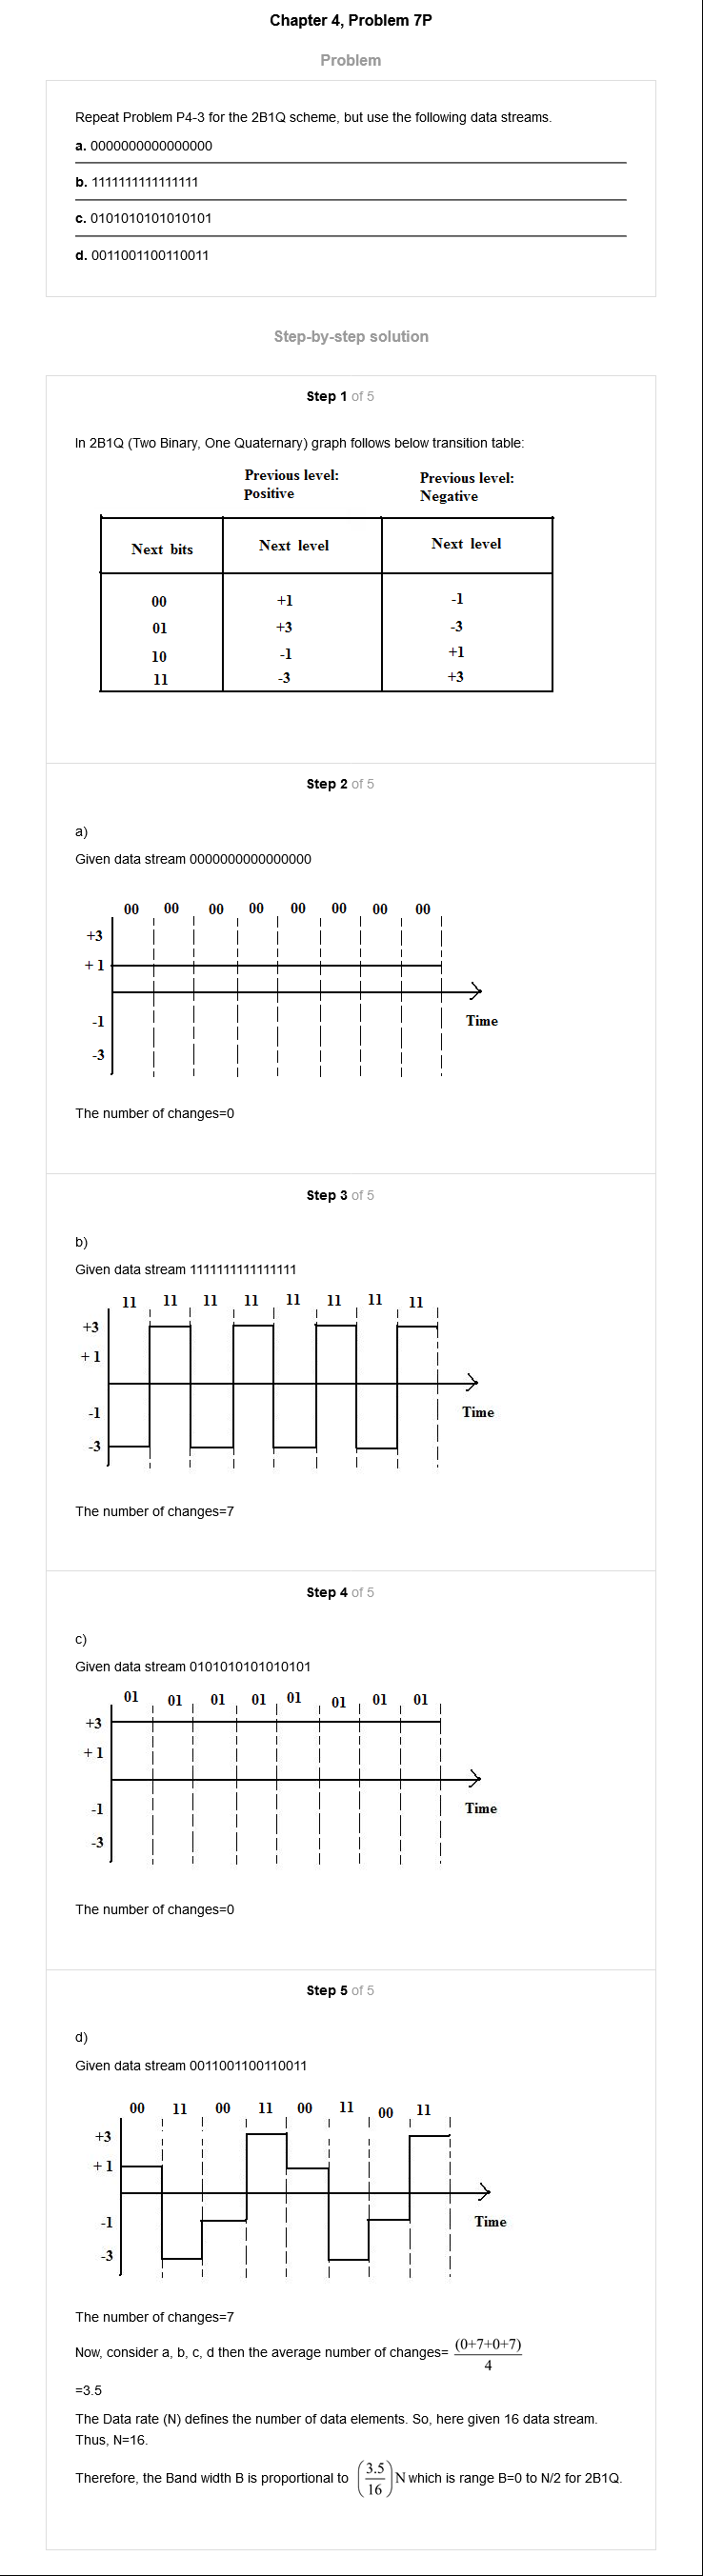 Chapter 4, Problem 7P
Problem
Repeat Problem P4-3 for the 2B1Q scheme, but use the following data streams.
a. 0000000000000000
b. 1111111111111111
c. 0101010101010101
d. 0011001100110011
Step-by-step solution
Step 1 of 5
In 2B1Q (Two Binary, One Quaternary) graph follows below transition table:
Previous level: Positive
Previous level: Negative
Next bits Next level Next level
00 +1 -1
01 +3 -3
10 -1 +1
11 -3 +3
Step 2 of 5
a)
Given data stream 0000000000000000
00 00 00 00 00 00 00 00
+3
+1
-1
Time
-3
The number of changes=0
Step 3 of 5
b)
Given data stream 1111111111111111
11 11 11 11 11 11 11 11
+3
+1
-1
Time
-3
The number of changes=7
Step 4 of 5
c)
Given data stream 0101010101010101
01 01 01 01 01 01 01 01
+3
+1
-1
Time
-3
The number of changes=0
Step 5 of 5
d)
Given data stream 0011001100110011
00 11 00 11 00 11 00 11
+3
+1
-1
Time
-3
The number of changes=7
Now, consider a, b, c, d then the average number of changes= (0+7+0+7)/4
=3.5
The Data rate (N) defines the number of data elements. So, here given 16 data stream.
Thus, N=16.
Therefore, the Band width B is proportional to (3.5/16) N which is range B=0 to N/2 for 2B1Q.